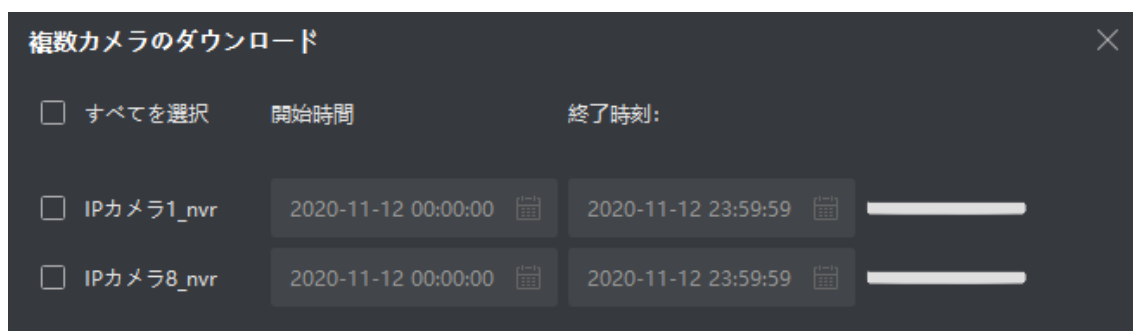 複数カメラのダウンロード
すべてを選択 開始時間 終了時刻:
IPカメラ1_nvr 2020-11-12 00:00:00 2020-11-12 23:59:59
IPカメラ8_nvr 2020-11-12 00:00:00 2020-11-12 23:59:59